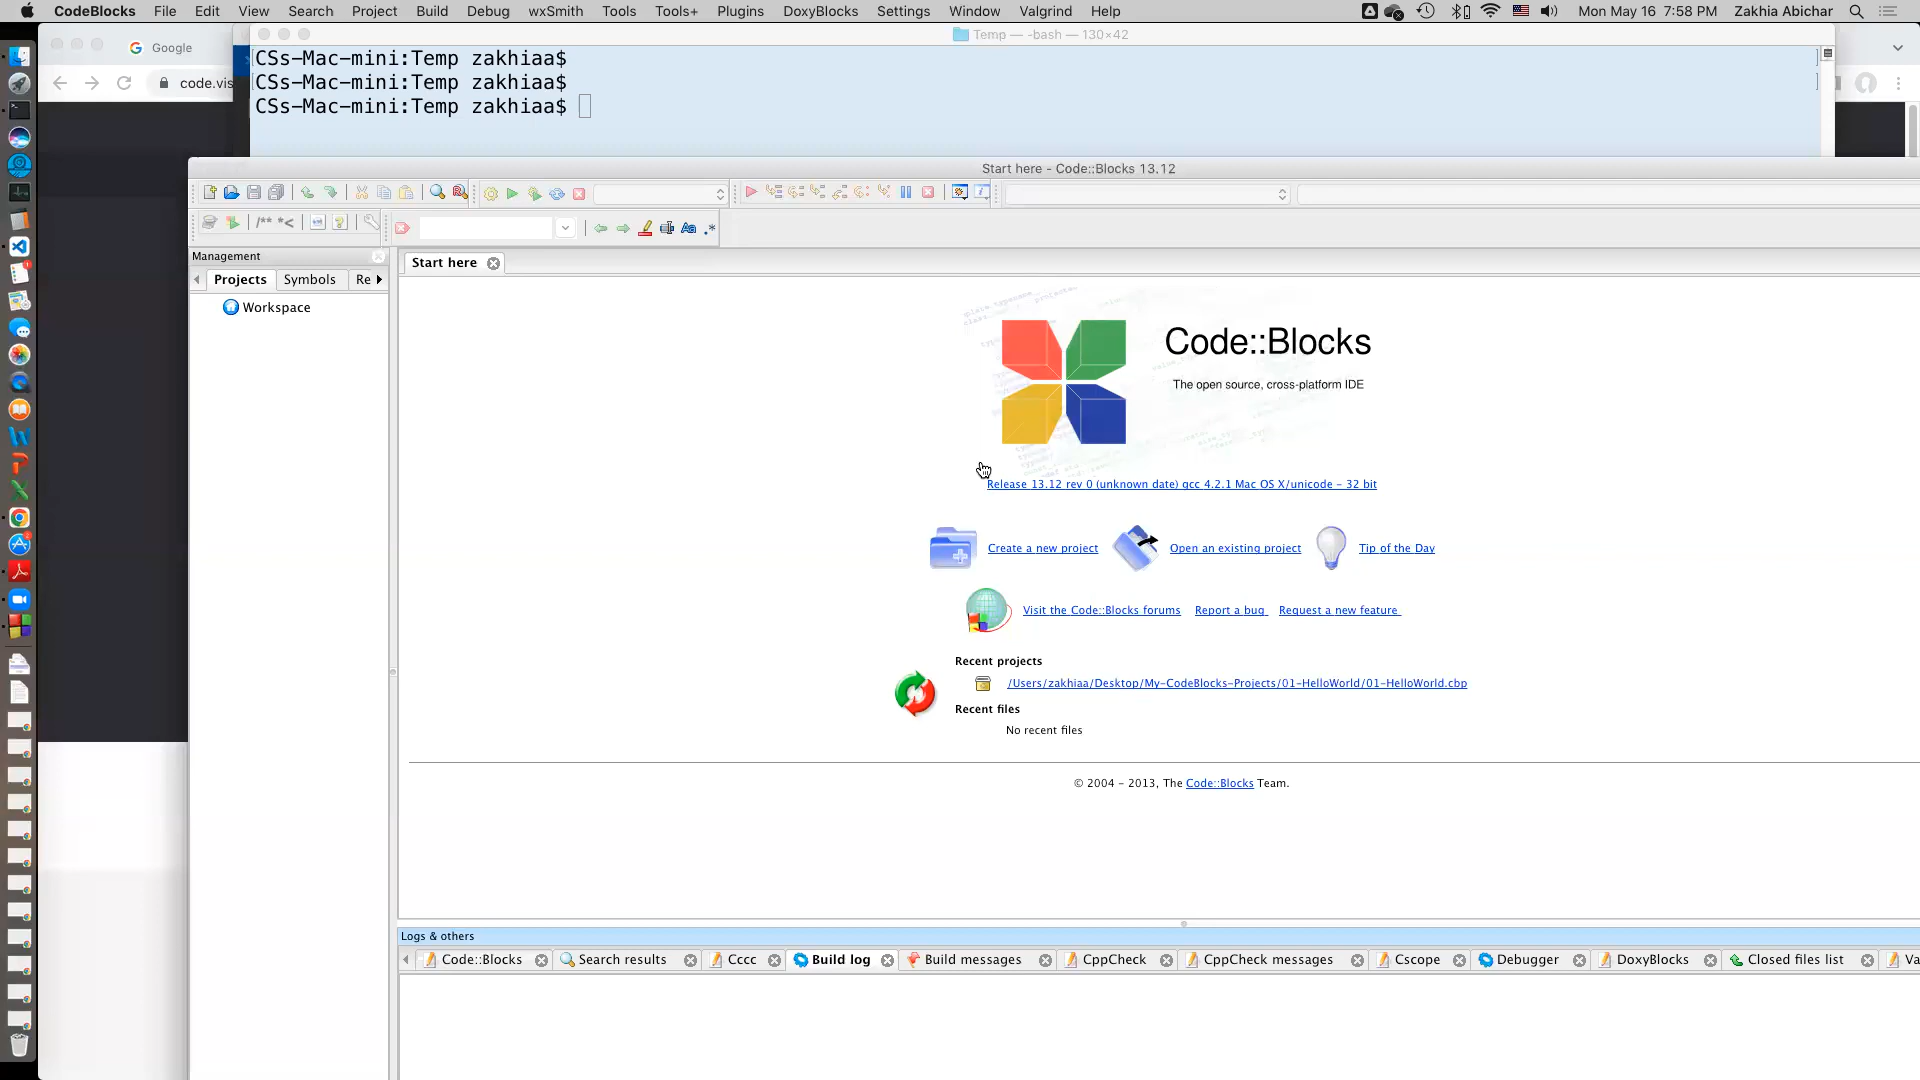 CodeBlocks File Edit View Search Project Build Debug wxSmith Tools Tools+ Plugins DoxyBlocks Settings Window Valgrind Help Mon May 16 7:58 PM Zakhia Abichar
Temp — -bash — 130×42
Google
code.vis
CSs-Mac-mini:Temp zakhiaa$
CSs-Mac-mini:Temp zakhiaa$
CSs-Mac-mini:Temp zakhiaa$
Start here - Code::Blocks 13.12
/** *<
Management
Start here
Projects Symbols Re
Workspace
Code::Blocks
The open source, cross-platform IDE
Release 13.12 rev 0 (unknown date) gcc 4.2.1 Mac OS X/unicode - 32 bit
Create a new project Open an existing project Tip of the Day
Visit the Code::Blocks forums Report a bug Request a new feature
Recent projects
/Users/zakhiaa/Desktop/My-CodeBlocks-Projects/01-HelloWorld/01-HelloWorld.cbp
Recent files
No recent files
© 2004 - 2013, The Code::Blocks Team.
Logs & others
Code::Blocks Search results Cccc Build log Build messages CppCheck CppCheck messages Cscope Debugger DoxyBlocks Closed files list Va